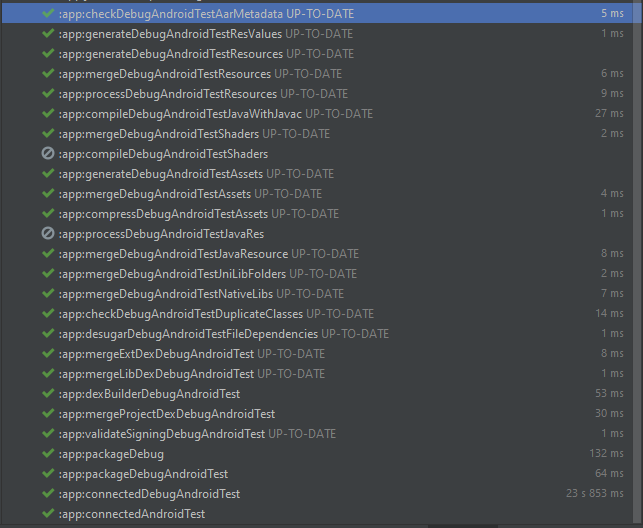 :app:checkDebugAndroidTestAarMetadata UP-TO-DATE 5 ms
:app:generateDebugAndroidTestResValues UP-TO-DATE 1 ms
:app:generateDebugAndroidTestResources UP-TO-DATE
:app:mergeDebugAndroidTestResources UP-TO-DATE 6 ms
:app:processDebugAndroidTestResources UP-TO-DATE 9 ms
:app:compileDebugAndroidTestJavaWithJavac UP-TO-DATE 27 ms
:app:mergeDebugAndroidTestShaders UP-TO-DATE 2 ms
:app:compileDebugAndroidTestShaders
:app:generateDebugAndroidTestAssets UP-TO-DATE
:app:mergeDebugAndroidTestAssets UP-TO-DATE 4 ms
:app:compressDebugAndroidTestAssets UP-TO-DATE 1 ms
:app:processDebugAndroidTestJavaRes
:app:mergeDebugAndroidTestJavaResource UP-TO-DATE 8 ms
:app:mergeDebugAndroidTestJniLibFolders UP-TO-DATE 2 ms
:app:mergeDebugAndroidTestNativeLibs UP-TO-DATE 7 ms
:app:checkDebugAndroidTestDuplicateClasses UP-TO-DATE 14 ms
:app:desugarDebugAndroidTestFileDependencies UP-TO-DATE 1 ms
:app:mergeExtDexDebugAndroidTest UP-TO-DATE 8 ms
:app:mergeLibDexDebugAndroidTest UP-TO-DATE 1 ms
:app:dexBuilderDebugAndroidTest 53 ms
:app:mergeProjectDexDebugAndroidTest 30 ms
:app:validateSigningDebugAndroidTest UP-TO-DATE 1 ms
:app:packageDebug 132 ms
:app:packageDebugAndroidTest 64 ms
:app:connectedDebugAndroidTest 23 s 853 ms
:app:connectedAndroidTest